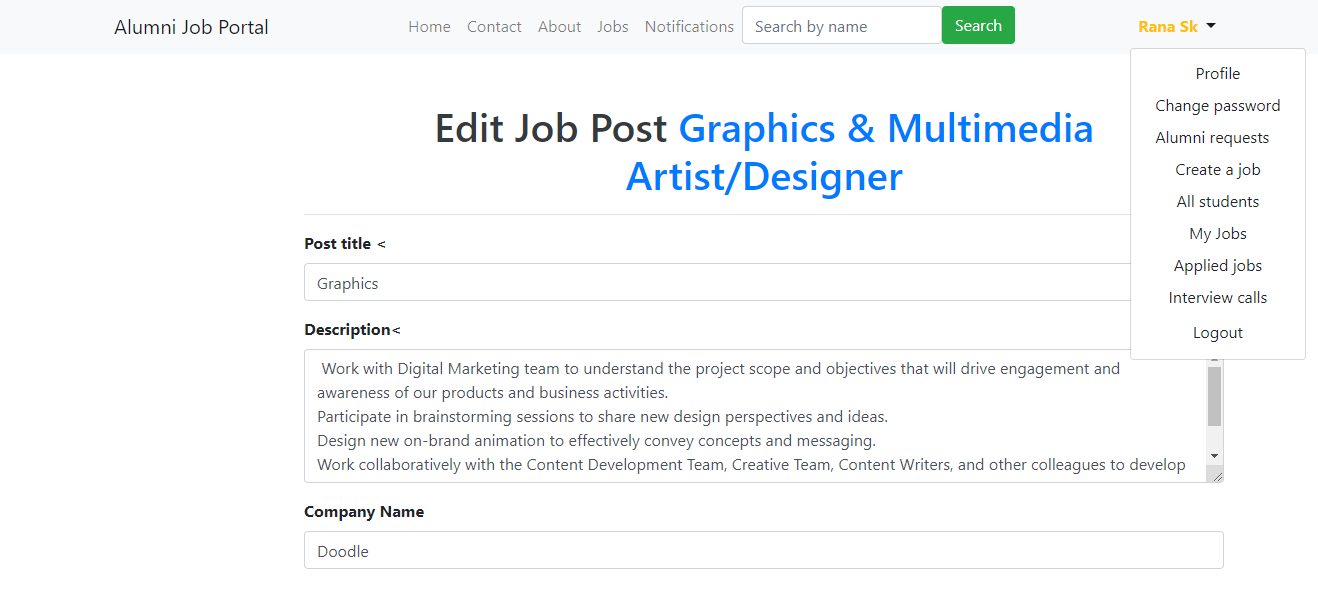 Alumni Job Portal Home Contact About Jobs Notifications Search by name Search Rana Sk
Profile
Change password
Alumni requests
Create a job
All students
My Jobs
Applied jobs
Interview calls
Logout
Edit Job Post Graphics & Multimedia
Artist/Designer
Post title <
Graphics
Description<
Work with Digital Marketing team to understand the project scope and objectives that will drive engagement and
awareness of our products and business activities.
Participate in brainstorming sessions to share new design perspectives and ideas.
Design new on-brand animation to effectively convey concepts and messaging.
Work collaboratively with the Content Development Team, Creative Team, Content Writers, and other colleagues to develop
Company Name
Doodle